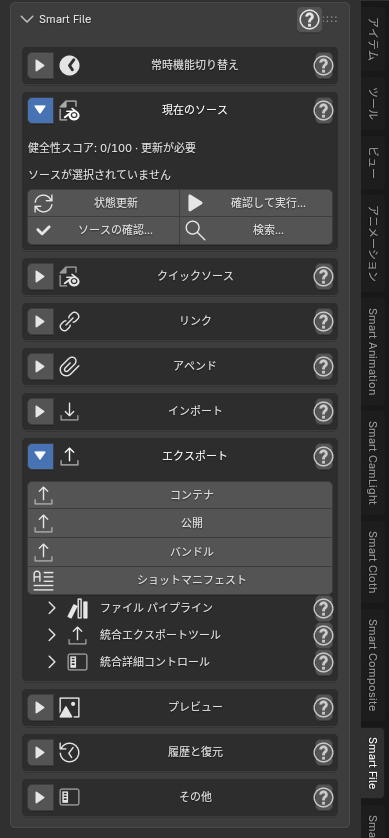 Smart File
常時機能切り替え
現在のソース
健全性スコア: 0/100 · 更新が必要
ソースが選択されていません
状態更新
確認して実行...
ソースの確認...
検索...
クイックソース
リンク
アペンド
インポート
エクスポート
コンテナ
公開
バンドル
ショットマニフェスト
ファイル パイプライン
統合エクスポートツール
統合詳細コントロール
プレビュー
履歴と復元
その他
アイテム
ツール
ビュー
アニメーション
Smart Animation
Smart CamLight
Smart Cloth
Smart Composite
Smart File
Sma